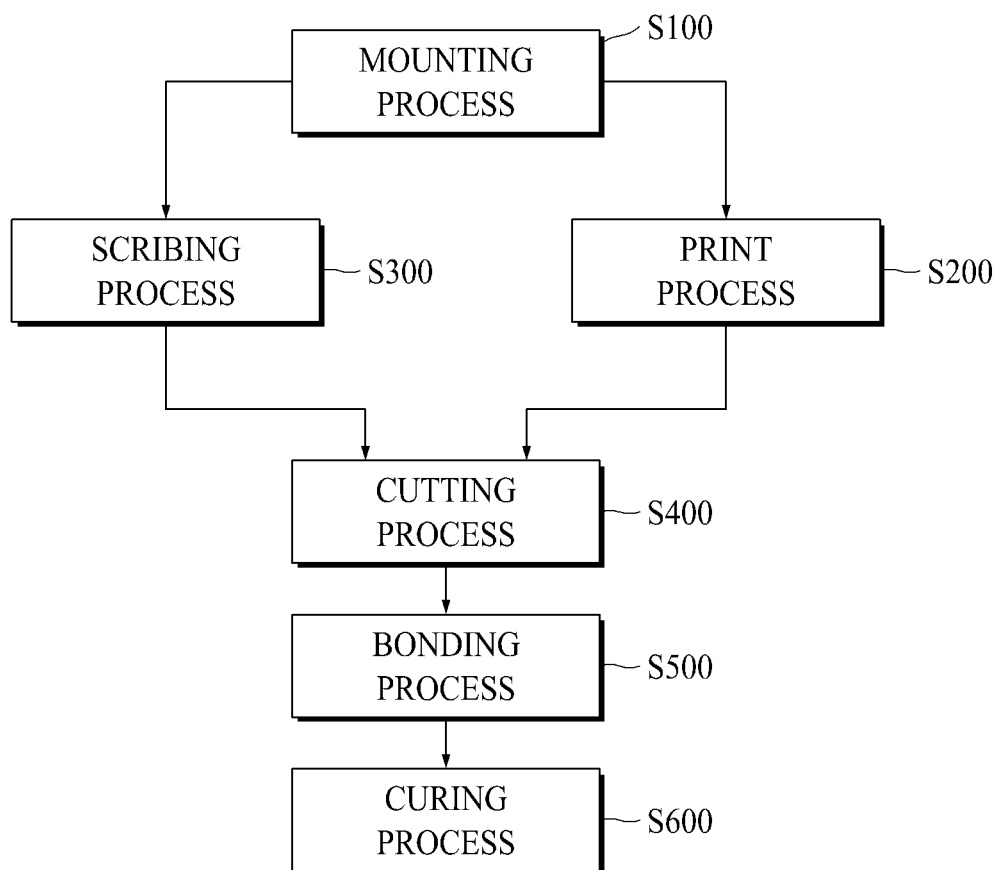 S100
MOUNTING
PROCESS
SCRIBING
PROCESS
S300
PRINT
PROCESS
S200
CUTTING
PROCESS
S400
BONDING
PROCESS
S500
CURING
PROCESS
S600